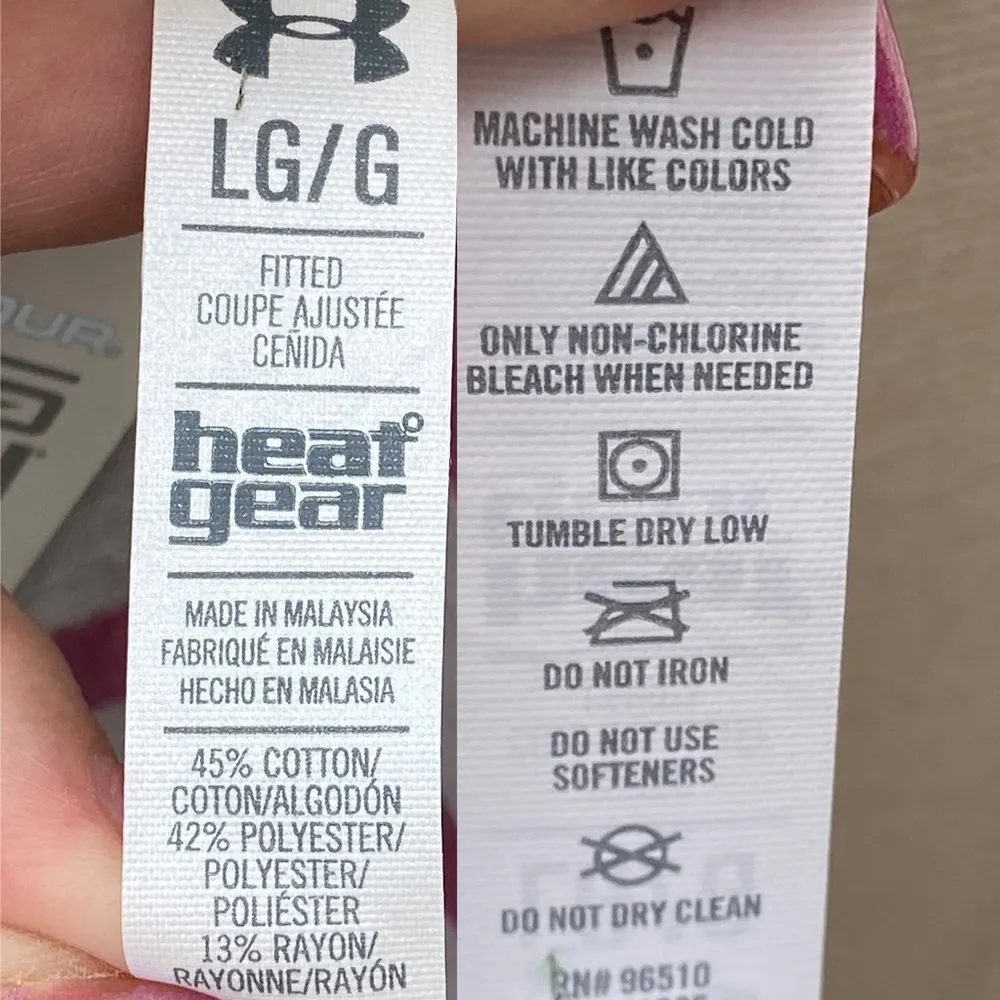 LG/G
FITTED
COUPE AJUSTÉE
CEÑIDA
heat
gear
MADE IN MALAYSIA
FABRIQUÉ EN MALAISIE
HECHO EN MALASIA
45% COTTON/
COTON/ALGODÓN
42% POLYESTER/
POLYESTER/
POLIÉSTER
13% RAYON/
RAYONNE/RAYÓN
MACHINE WASH COLD
WITH LIKE COLORS
ONLY NON-CHLORINE
BLEACH WHEN NEEDED
TUMBLE DRY LOW
DO NOT IRON
DO NOT USE
SOFTENERS
DO NOT DRY CLEAN
RN# 96510